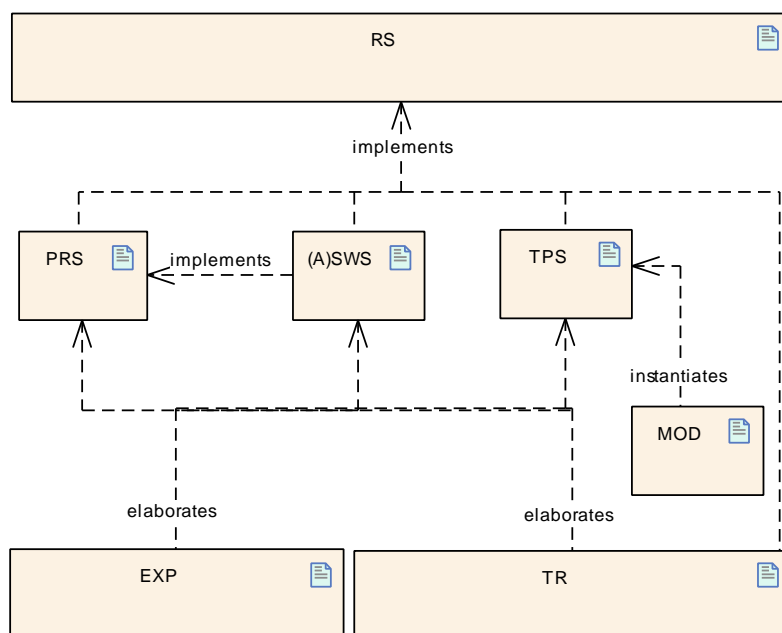 RS
implements
PRS
implements
(A)SWS
TPS
instantiates
MOD
elaborates
elaborates
EXP
TR